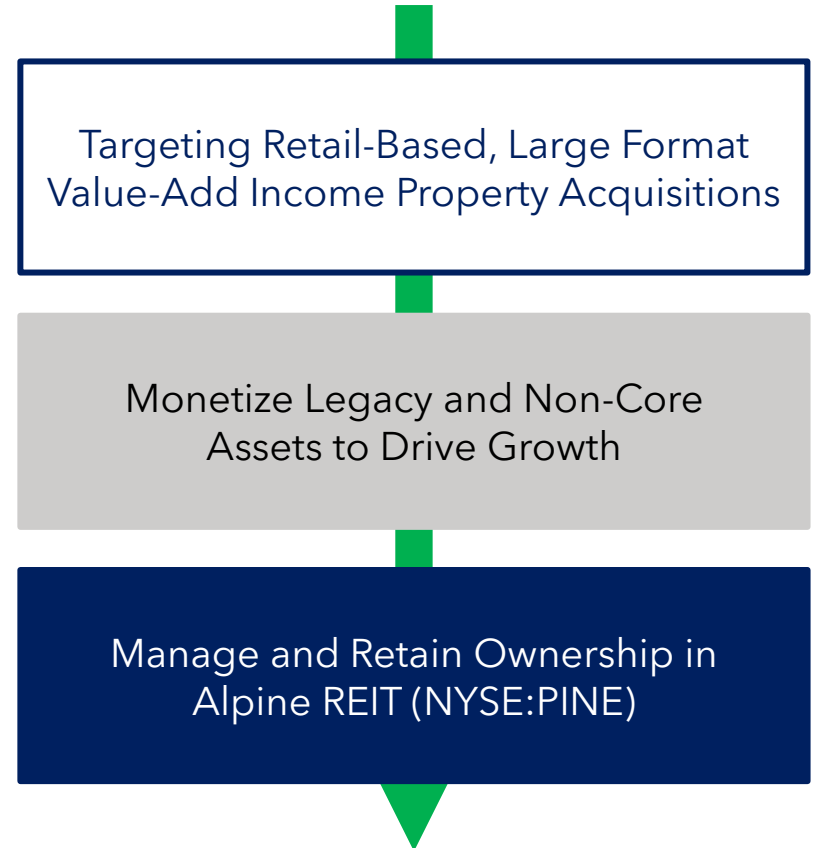 Targeting Retail-Based, Large Format
Value-Add Income Property Acquisitions
Monetize Legacy and Non-Core
Assets to Drive Growth
Manage and Retain Ownership in
Alpine REIT (NYSE:PINE)